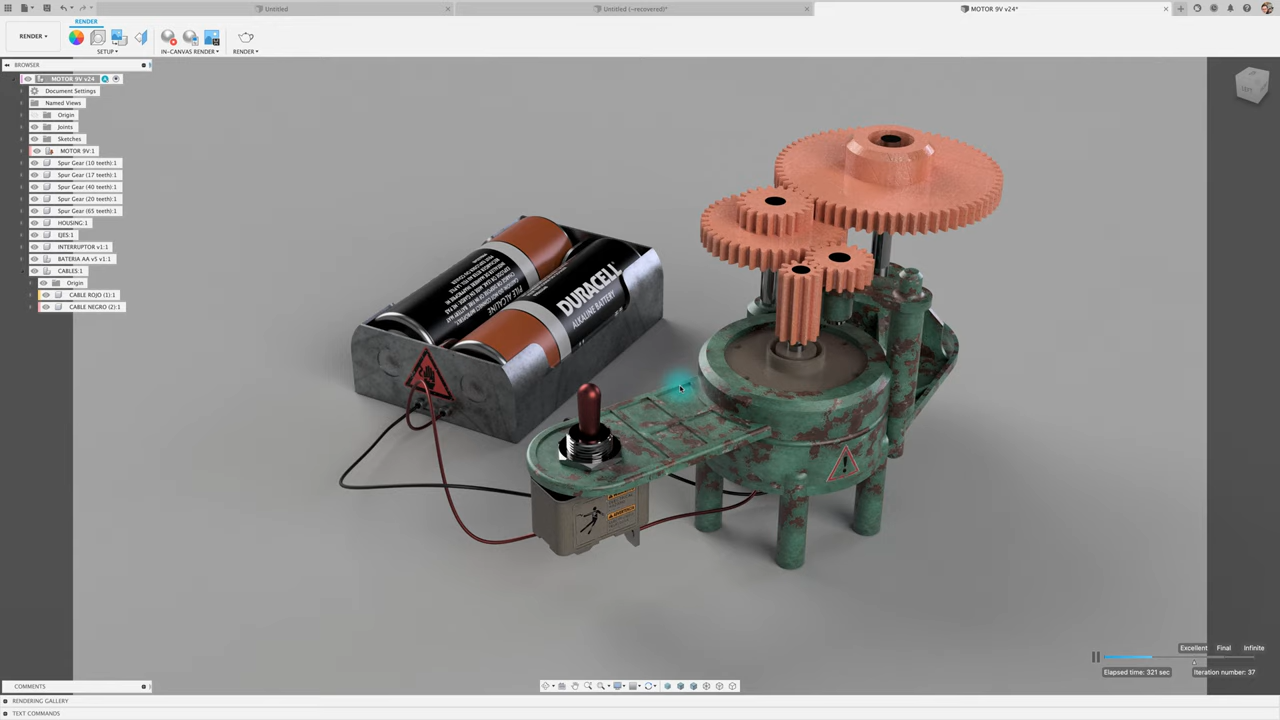 Untitled
Untitled (~recovered)*
MOTOR 9V v24*
RENDER
RENDER
SETUP
IN-CANVAS RENDER
RENDER
BROWSER
MOTOR 9V v24
Document Settings
Named Views
Origin
Joints
Sketches
MOTOR 9V:1
Spur Gear (10 teeth):1
Spur Gear (17 teeth):1
Spur Gear (40 teeth):1
Spur Gear (20 teeth):1
Spur Gear (65 teeth):1
HOUSING:1
EJES:1
INTERRUPTOR v1:1
BATERIA AA v5 v1:1
CABLES:1
Origin
CABLE ROJO (1):1
CABLE NEGRO (2):1
DURACELL
ALKALINE BATTERY
PILE ALCALINE
Excellent Final Infinite
Elapsed time: 321 sec
Iteration number: 37
COMMENTS
RENDERING GALLERY
TEXT COMMANDS